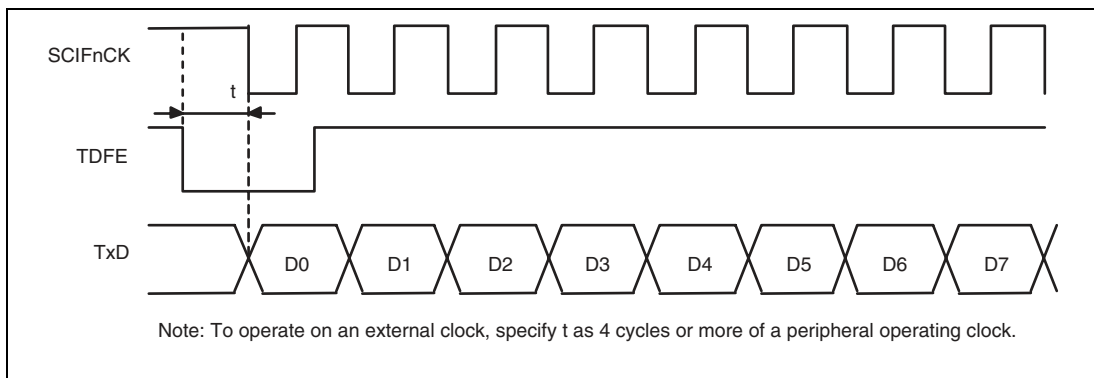 SCIFnCK
t
TDFE
TxD
D0 D1 D2 D3 D4 D5 D6 D7
Note: To operate on an external clock, specify t as 4 cycles or more of a peripheral operating clock.